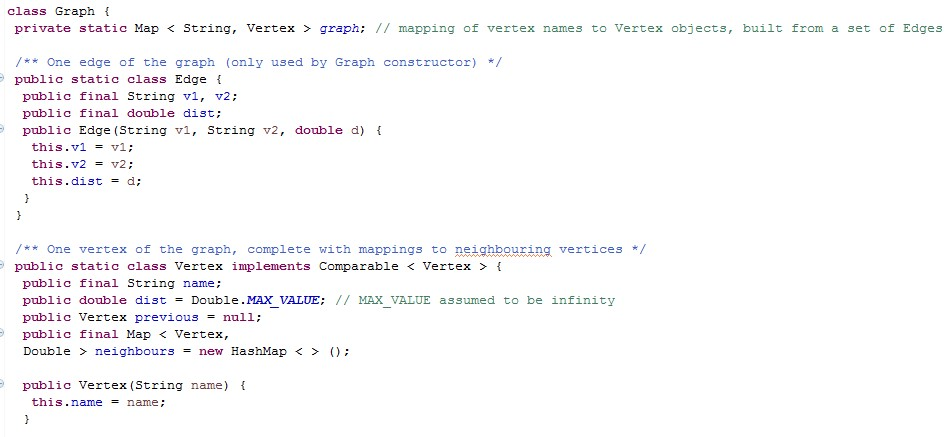 class Graph {
private static Map < String, Vertex > graph; // mapping of vertex names to Vertex objects, built from a set of Edges
/** One edge of the graph (only used by Graph constructor) */
public static class Edge {
public final String v1, v2;
public final double dist;
public Edge(String v1, String v2, double d) {
this.v1 = v1;
this.v2 = v2;
this.dist = d;
}
}
/** One vertex of the graph, complete with mappings to neighbouring vertices */
public static class Vertex implements Comparable < Vertex > {
public final String name;
public double dist = Double.MAX_VALUE; // MAX_VALUE assumed to be infinity
public Vertex previous = null;
public final Map < Vertex,
Double > neighbours = new HashMap < > ();
public Vertex(String name) {
this.name = name;
}